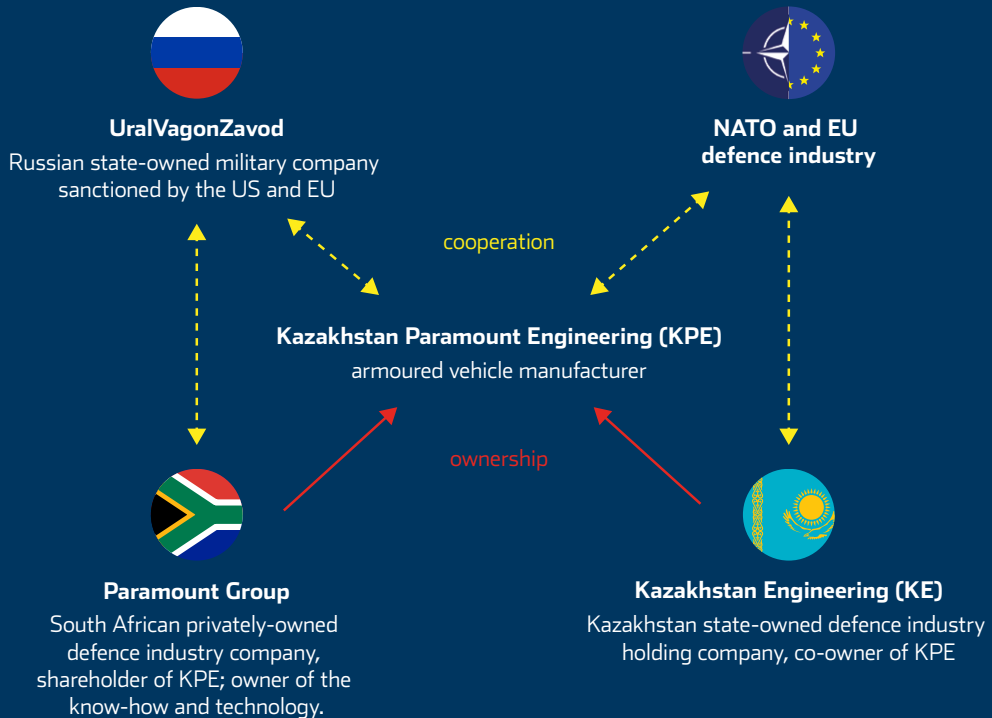 UralVagonZavod
Russian state-owned military company
sanctioned by the US and EU
NATO and EU
defence industry
cooperation
Kazakhstan Paramount Engineering (KPE)
armoured vehicle manufacturer
ownership
Paramount Group
South African privately-owned
defence industry company,
shareholder of KPE; owner of the
know-how and technology.
Kazakhstan Engineering (KE)
Kazakhstan state-owned defence industry
holding company, co-owner of KPE